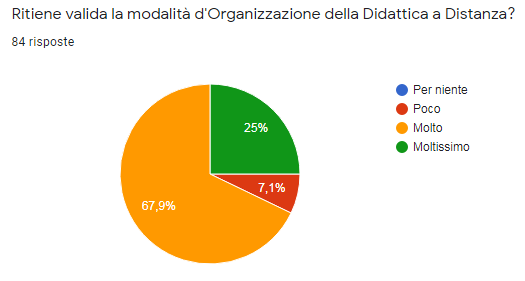 Ritiene valida la modalità d'Organizzazione della Didattica a Distanza?
84 risposte
Per niente
Poco
Molto
Moltissimo
25%
7,1%
67,9%